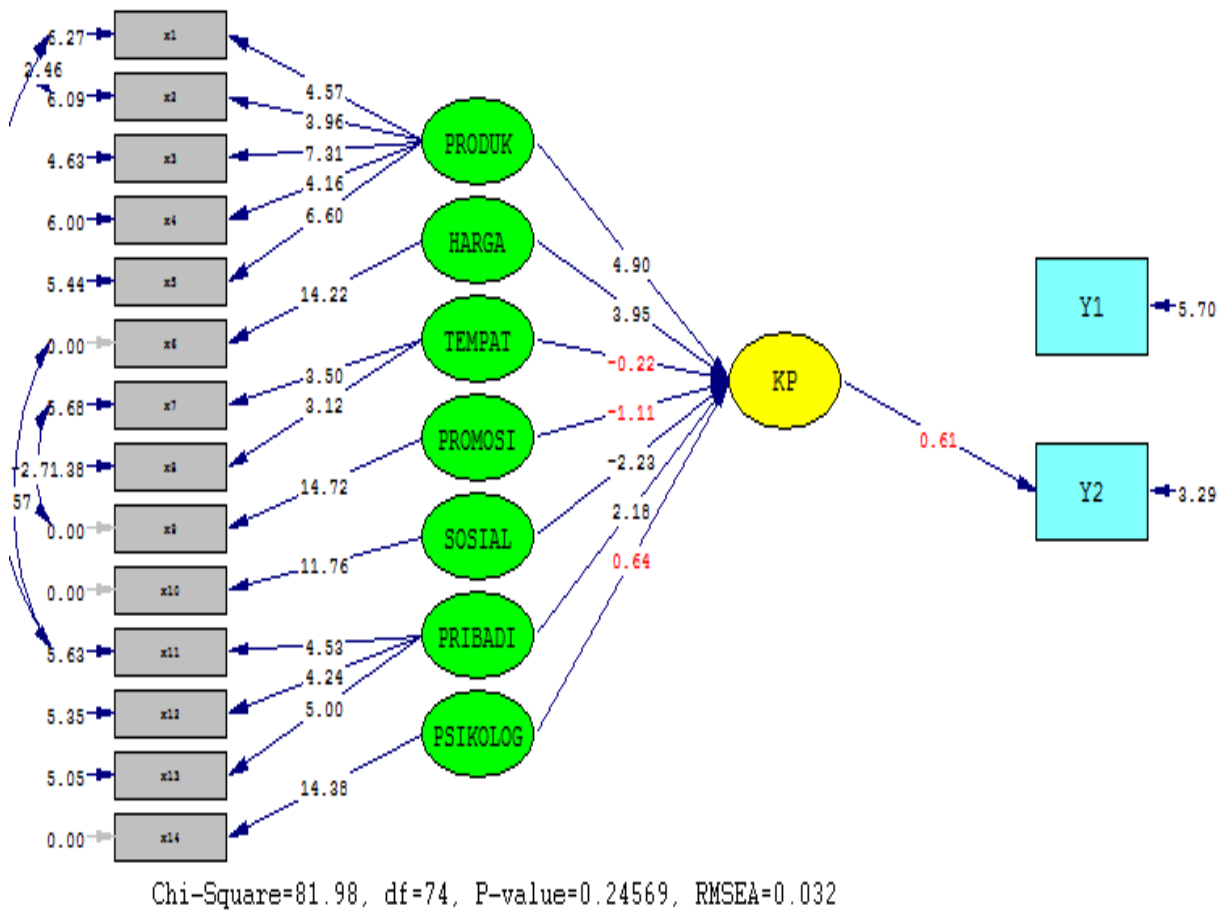 6.27
x1
2.46
6.09
x2
4.63
x3
6.00
x4
5.44
x5
0.00
x6
5.68
x7
-2.71
.38
x8
57
0.00
x9
0.00
x10
5.63
x11
5.35
x12
5.05
x13
0.00
x14
4.57
3.96
7.31
4.16
6.60
14.22
3.50
3.12
14.72
11.76
4.53
4.24
5.00
14.38
PRODUK
HARGA
TEMPAT
PROMOSI
SOSIAL
PRIBADI
PSIKOLOG
4.90
3.95
-0.22
-1.11
-2.23
2.18
0.64
KP
0.61
Y1
5.70
Y2
3.29
Chi-Square=81.98, df=74, P-value=0.24569, RMSEA=0.032